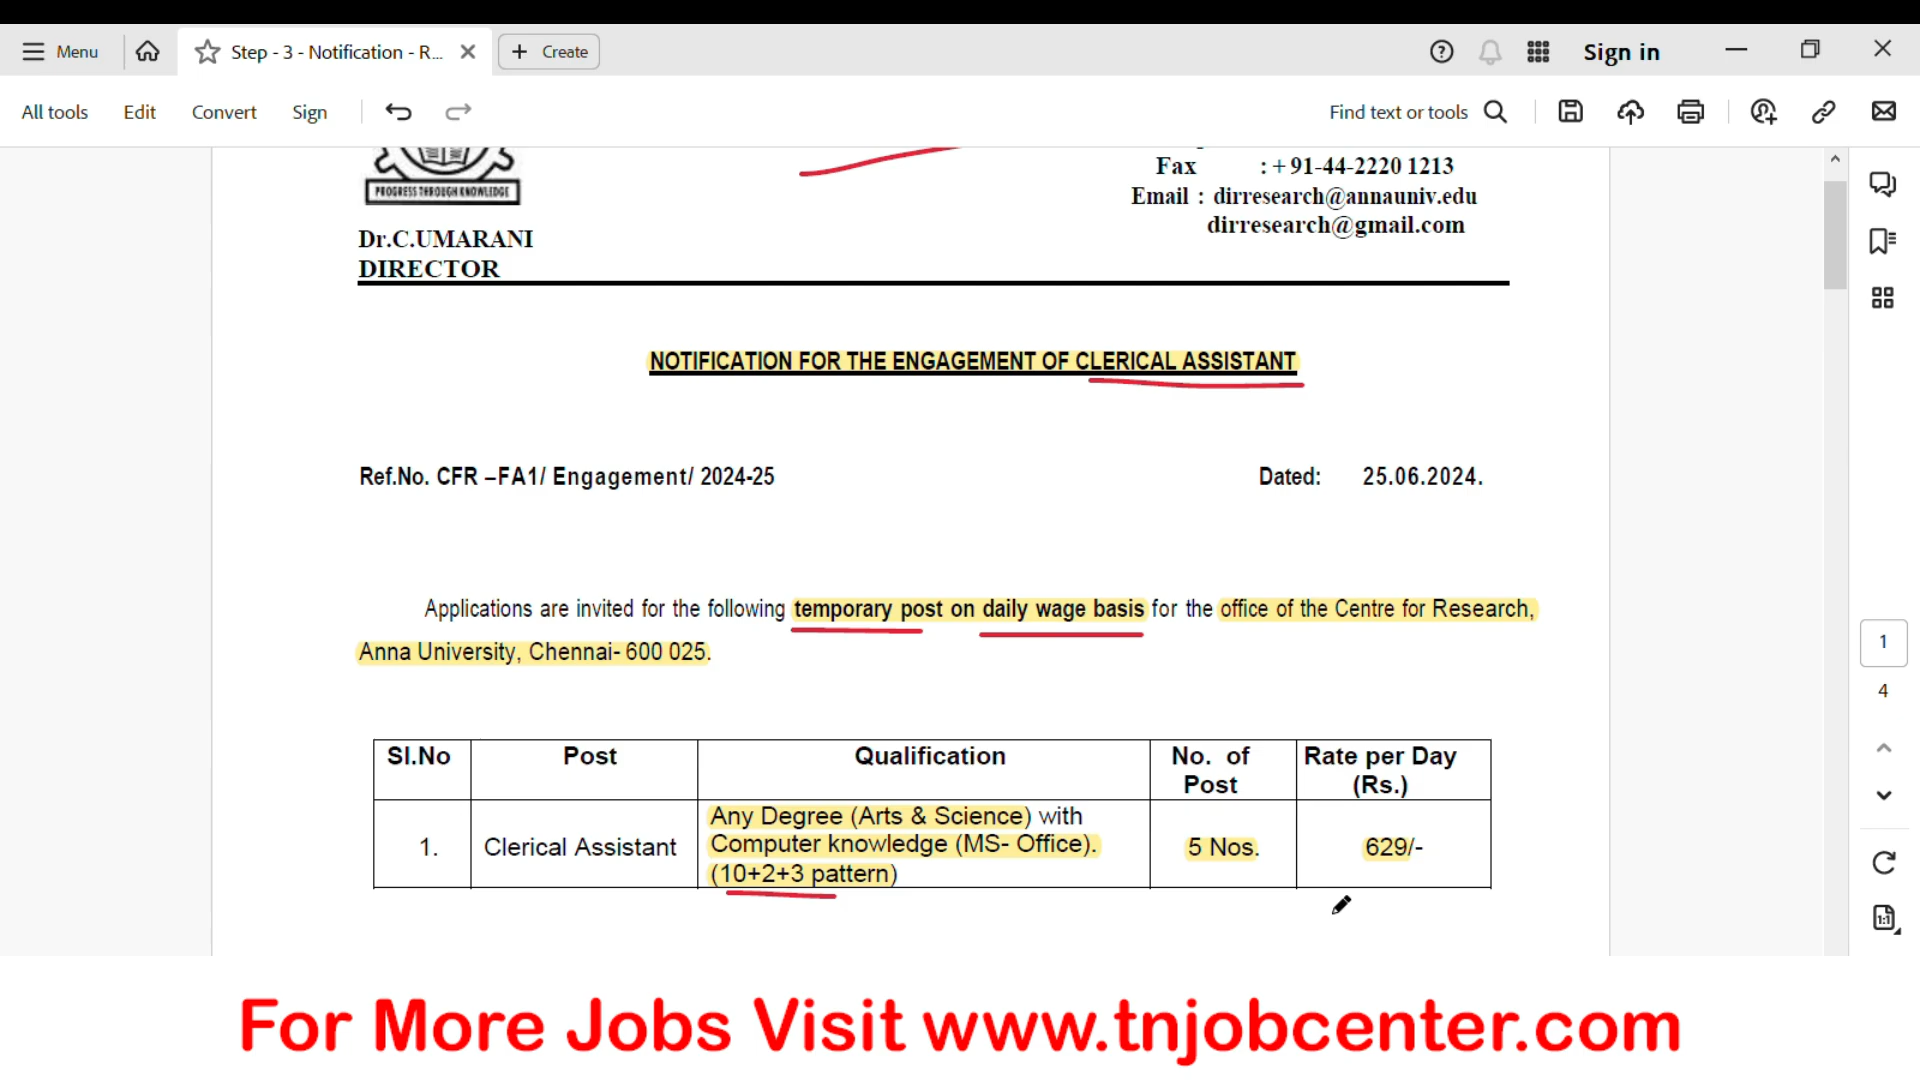 Menu
Step - 3 - Notification - R...
Create
Sign in
All tools
Edit
Convert
Sign
Find text or tools
PROGRESS THROUGH KNOWLEDGE
Fax : + 91-44-2220 1213
Email : dirresearch@annauniv.edu
dirresearch@gmail.com
Dr.C.UMARANI
DIRECTOR
NOTIFICATION FOR THE ENGAGEMENT OF CLERICAL ASSISTANT
Ref.No. CFR –FA1/ Engagement/ 2024-25 Dated: 25.06.2024.
Applications are invited for the following temporary post on daily wage basis for the office of the Centre for Research,
Anna University, Chennai- 600 025.
Sl.No Post Qualification No. of Post Rate per Day (Rs.)
1. Clerical Assistant Any Degree (Arts & Science) with
Computer knowledge (MS- Office).
(10+2+3 pattern)
5 Nos. 629/-
1
4
1:1
For More Jobs Visit www.tnjobcenter.com